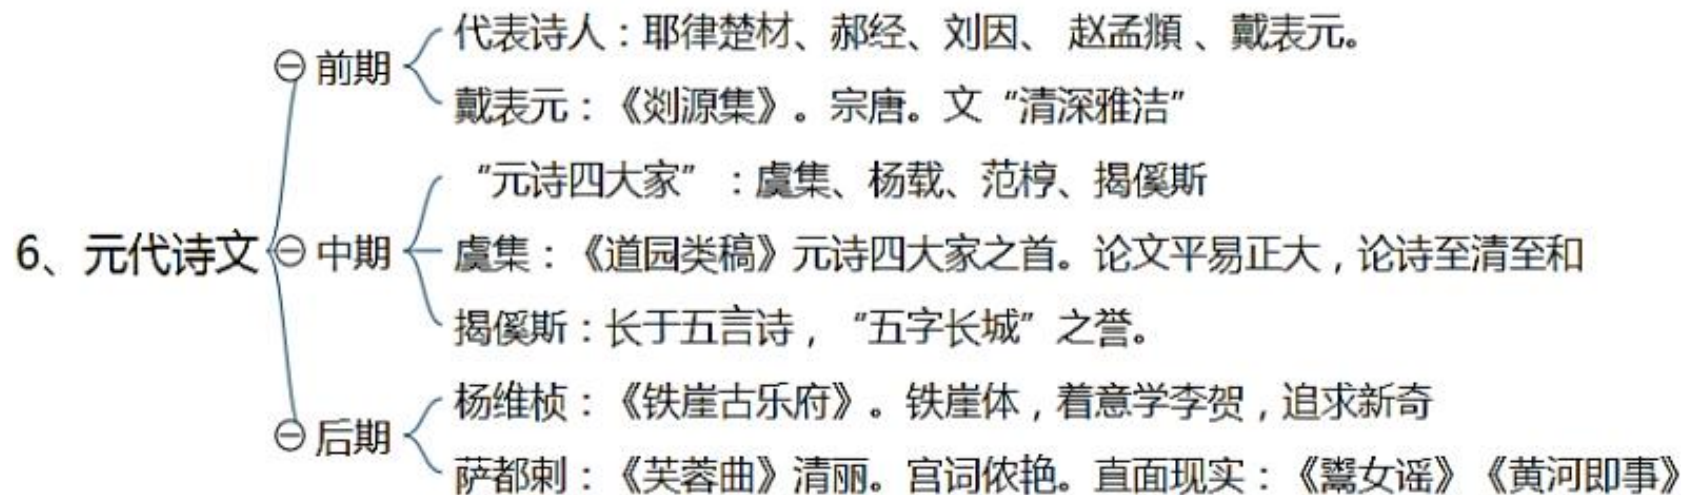 6、元代诗文
前期
代表诗人：耶律楚材、郝经、刘因、 赵孟頫 、戴表元。
戴表元：《剡源集》。宗唐。文“清深雅洁”
中期
“元诗四大家” ：虞集、杨载、范梈、揭傒斯
虞集：《道园类稿》元诗四大家之首。论文平易正大，论诗至清至和
揭傒斯：长于五言诗，“五字长城”之誉。
后期
杨维桢：《铁崖古乐府》。铁崖体，着意学李贺，追求新奇
萨都剌：《芙蓉曲》清丽。宫词侬艳。直面现实：《鬻女谣》《黄河即事》